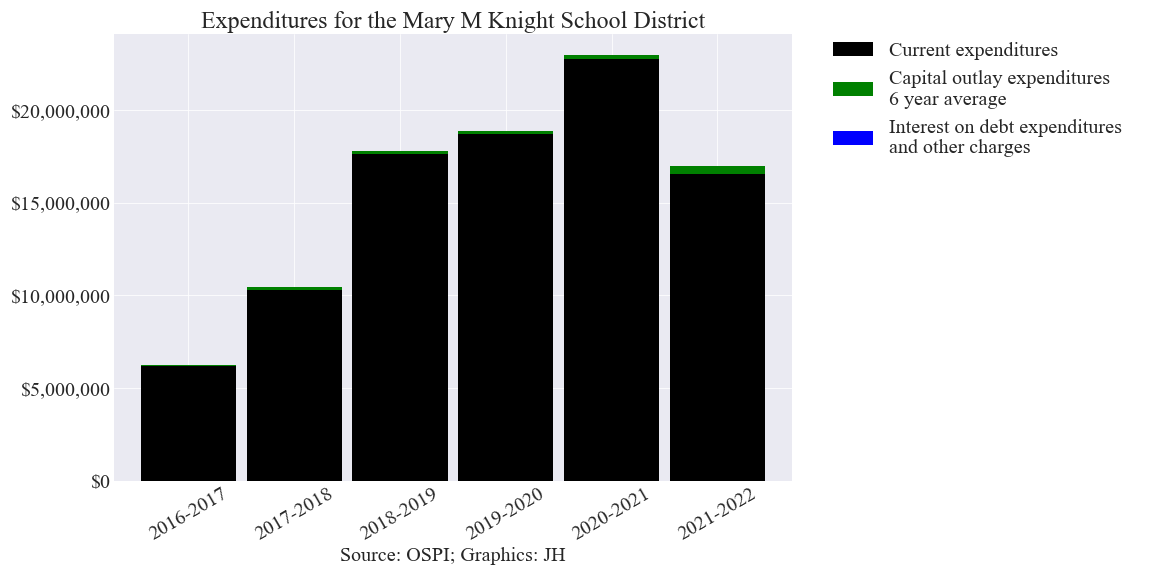 Expenditures for the Mary M Knight School District
Current expenditures
Capital outlay expenditures
6 year average
Interest on debt expenditures
and other charges
$20,000,000
$15,000,000
$10,000,000
$5,000,000
$0
2016-2017
2017-2018
2018-2019
2019-2020
2020-2021
2021-2022
Source: OSPI; Graphics: JH